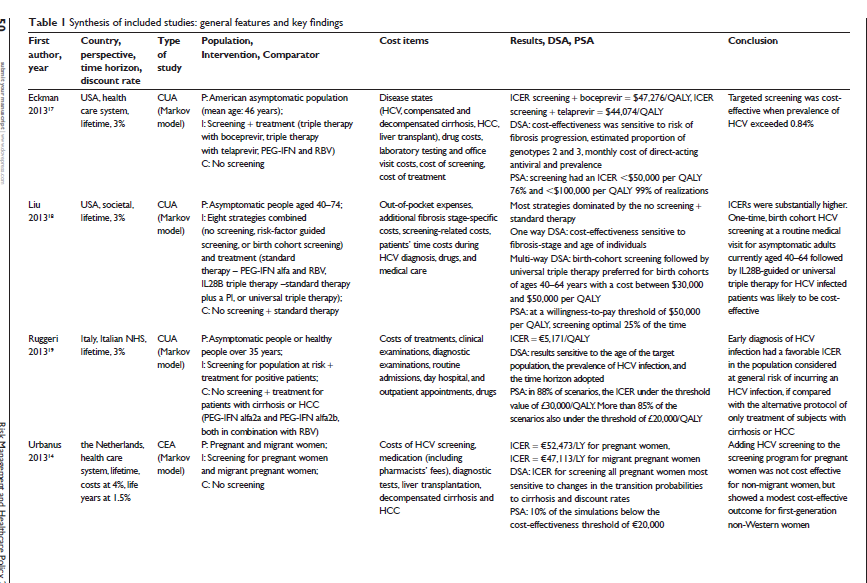 Table 1 Synthesis of included studies: general features and key findings
First author, year
Country, perspective, time horizon, discount rate
Type of study
Population, Intervention, Comparator
Cost items
Results, DSA, PSA
Conclusion
Eckman
2013¹⁷
USA, health
care system,
lifetime, 3%
CUA
(Markov
model)
P: American asymptomatic population
(mean age: 46 years);
I: Screening + treatment (triple therapy
with boceprevir, triple therapy
with telaprevir, PEG-IFN and RBV)
C: No screening
Disease states
(HCV, compensated and
decompensated cirrhosis, HCC,
liver transplant), drug costs,
laboratory testing and office
visit costs, cost of screening,
cost of treatment
ICER screening + boceprevir = $47,276/QALY, ICER
screening + telaprevir = $44,074/QALY
DSA: cost-effectiveness was sensitive to risk of
fibrosis progression, estimated proportion of
genotypes 2 and 3, monthly cost of direct-acting
antiviral and prevalence
PSA: screening had an ICER <$50,000 per QALY
76% and <$100,000 per QALY 99% of realizations
Targeted screening was cost-
effective when prevalence of
HCV exceeded 0.84%
Liu
2013¹⁸
USA, societal,
lifetime, 3%
CUA
(Markov
model)
P: Asymptomatic people aged 40–74;
I: Eight strategies combined
(no screening, risk-factor guided
screening, or birth cohort screening)
and treatment (standard
therapy – PEG-IFN alfa and RBV,
IL28B triple therapy –standard therapy
plus a PI, or universal triple therapy);
C: No screening + standard therapy
Out-of-pocket expenses,
additional fibrosis stage-specific
costs, screening-related costs,
patients' time costs during
HCV diagnosis, drugs, and
medical care
Most strategies dominated by the no screening +
standard therapy
One way DSA: cost-effectiveness sensitive to
fibrosis-stage and age of individuals
Multi-way DSA: birth-cohort screening followed by
universal triple therapy preferred for birth cohorts
of ages 40–64 years with a cost between $30,000
and $50,000 per QALY
PSA: at a willingness-to-pay threshold of $50,000
per QALY, screening optimal 25% of the time
ICERs were substantially higher.
One-time, birth cohort HCV
screening at a routine medical
visit for asymptomatic adults
currently aged 40–64 followed
by IL28B-guided or universal
triple therapy for HCV infected
patients was likely to be cost-
effective
Ruggeri
2013¹⁹
Italy, Italian NHS,
lifetime, 3%
CUA
(Markov
model)
P: Asymptomatic people or healthy
people over 35 years;
I: Screening for population at risk +
treatment for positive patients;
C: No screening + treatment for
patients with cirrhosis or HCC
(PEG-IFN alfa2a and PEG-IFN alfa2b,
both in combination with RBV)
Costs of treatments, clinical
examinations, diagnostic
examinations, routine
admissions, day hospital, and
outpatient appointments, drugs
ICER = €5,171/QALY
DSA: results sensitive to the age of the target
population, the prevalence of HCV infection, and
the time horizon adopted
PSA: in 88% of scenarios, the ICER under the threshold
value of £30,000/QALY. More than 85% of the
scenarios also under the threshold of £20,000/QALY
Early diagnosis of HCV
infection had a favorable ICER
in the population considered
at general risk of incurring an
HCV infection, if compared
with the alternative protocol of
only treatment of subjects with
cirrhosis or HCC
Urbanus
2013¹⁴
the Netherlands,
health care
system, lifetime,
costs at 4%, life
years at 1.5%
CEA
(Markov
model)
P: Pregnant and migrant women;
I: Screening for pregnant women
and migrant pregnant women;
C: No screening
Costs of HCV screening,
medication (including
pharmacists' fees), diagnostic
tests, liver transplantation,
decompensated cirrhosis and
HCC
ICER = €52,473/LY for pregnant women,
ICER = €47,113/LY for migrant pregnant women
DSA: ICER for screening all pregnant women most
sensitive to changes in the transition probabilities
to cirrhosis and discount rates
PSA: 10% of the simulations below the
cost-effectiveness threshold of €20,000
Adding HCV screening to the
screening program for pregnant
women was not cost effective
for non-migrant women, but
showed a modest cost-effective
outcome for first-generation
non-Western women
submit your manuscript
Risk Management and Healthcare Policy